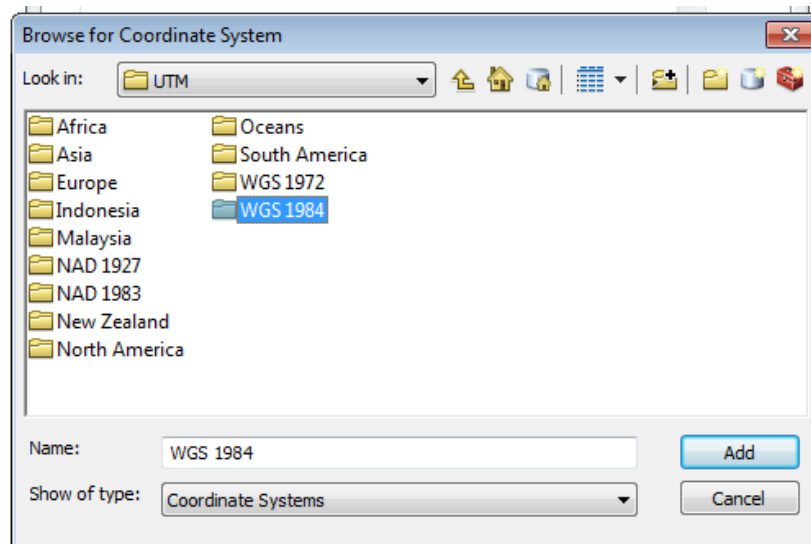 Browse for Coordinate System
Look in: UTM
Africa
Asia
Europe
Indonesia
Malaysia
NAD 1927
NAD 1983
New Zealand
North America
Oceans
South America
WGS 1972
WGS 1984
Name: WGS 1984
Add
Show of type: Coordinate Systems
Cancel